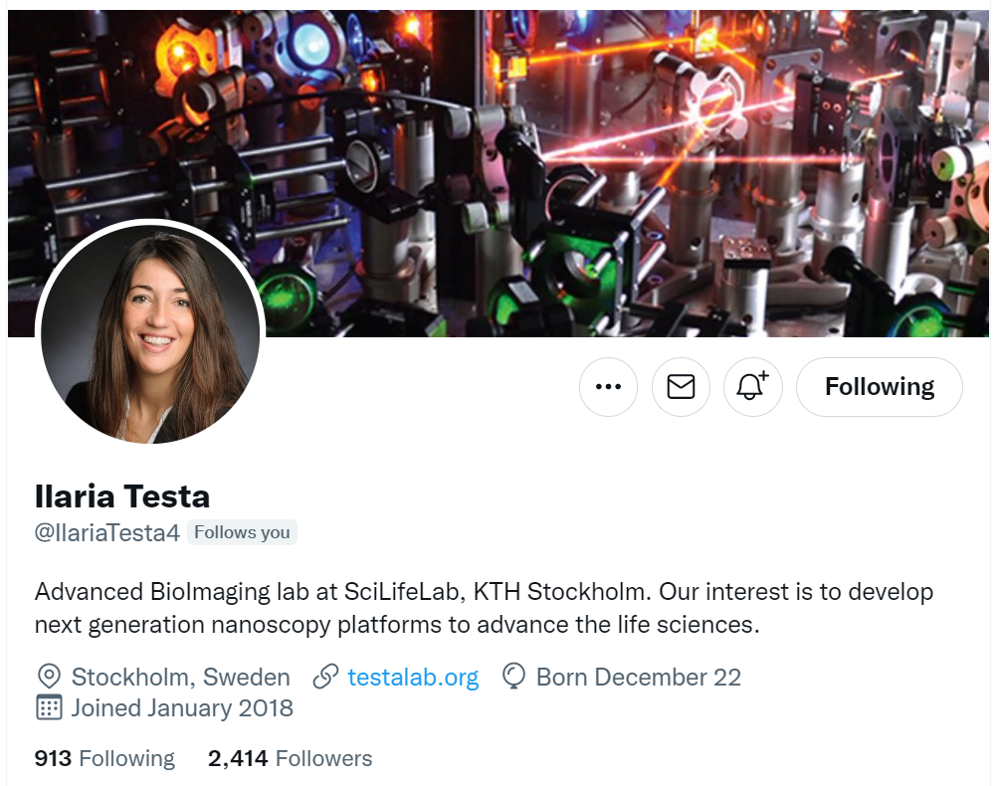 Following
Ilaria Testa
@IlariaTesta4 Follows you
Advanced BioImaging lab at SciLifeLab, KTH Stockholm. Our interest is to develop
next generation nanoscopy platforms to advance the life sciences.
Stockholm, Sweden testalab.org Born December 22
Joined January 2018
913 Following 2,414 Followers